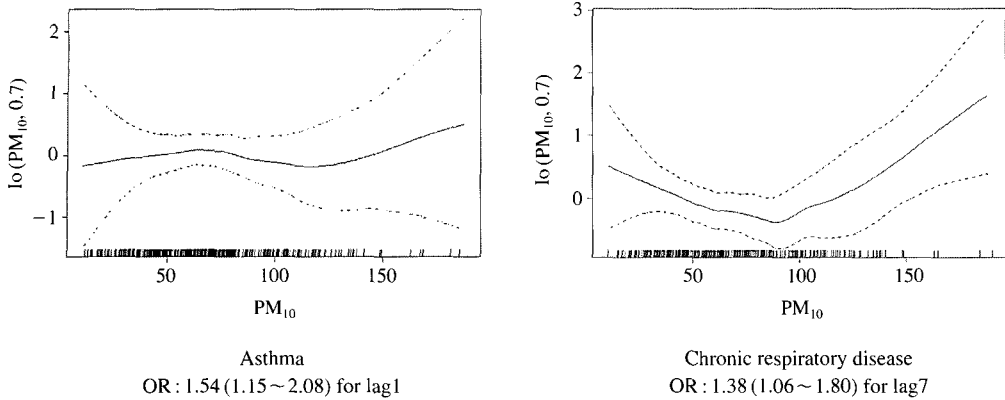 2
1
0
−1
lo (PM10, 0.7)
50
100
150
PM10
Asthma
OR : 1.54 (1.15~2.08) for lag1
3
2
1
0
lo (PM10, 0.7)
50
100
150
PM10
Chronic respiratory disease
OR : 1.38 (1.06~1.80) for lag7